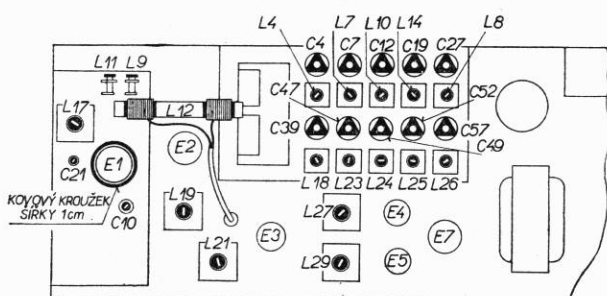 L4
L7
L10
L14
L8
C4
C7
C12
C19
C27
L11
L9
C47
C52
L12
L17
C39
C57
E2
C49
C21
E1
L18
L23
L24
L25
L26
KOVOVÝ KROUŽEK
ŠÍŘKY 1cm
C10
L19
L27
E4
E3
E7
L21
L29
E5